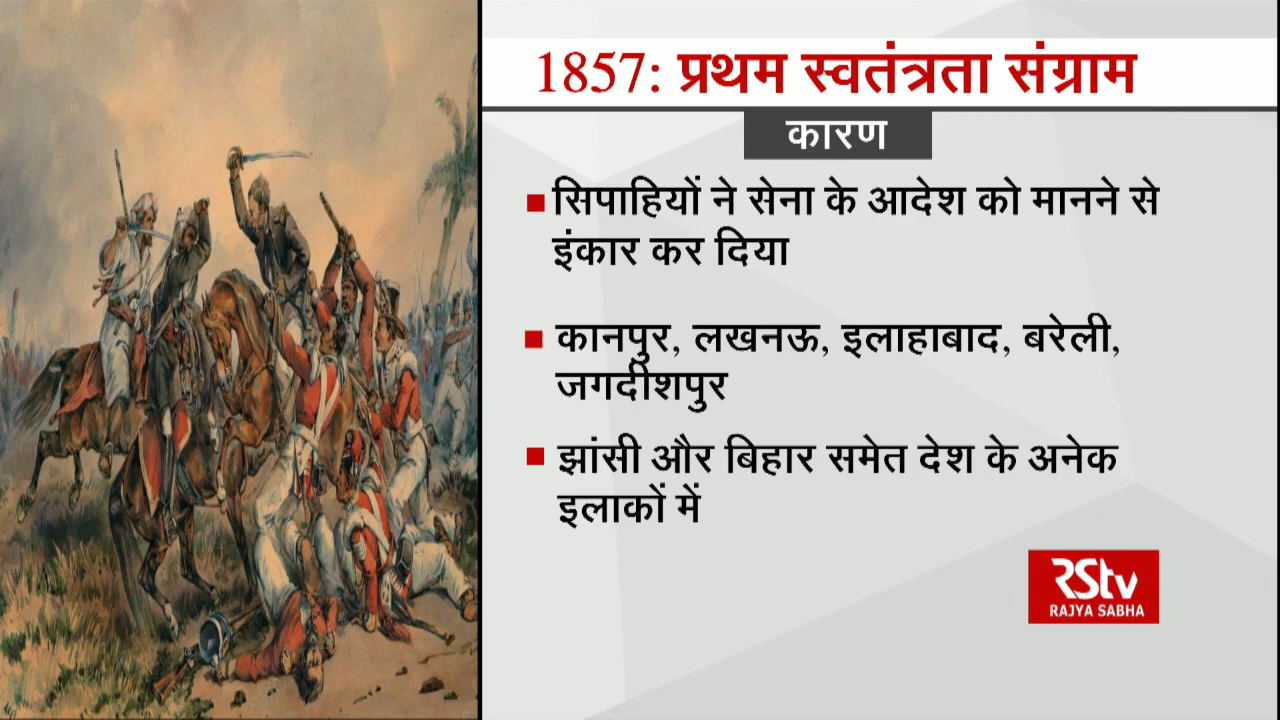 1857: प्रथम स्वतंत्रता संग्राम
कारण
सिपाहियों ने सेना के आदेश को मानने से
इंकार कर दिया
कानपुर, लखनऊ, इलाहाबाद, बरेली,
जगदीशपुर
झांसी और बिहार समेत देश के अनेक
इलाकों में
RStv
RAJYA SABHA